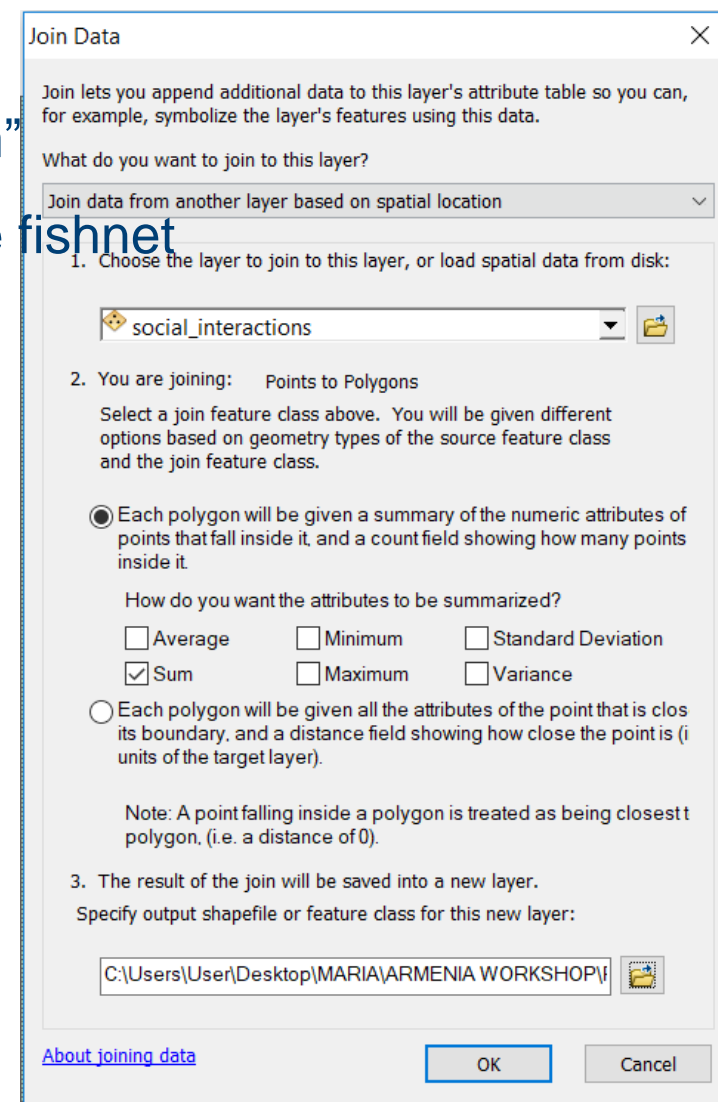 Join Data
Join lets you append additional data to this layer's attribute table so you can,
for example, symbolize the layer's features using this data.
”
What do you want to join to this layer?
Join data from another layer based on spatial location
fishnet
1. Choose the layer to join to this layer, or load spatial data from disk:
social_interactions
2. You are joining: Points to Polygons
Select a join feature class above. You will be given different
options based on geometry types of the source feature class
and the join feature class.
Each polygon will be given a summary of the numeric attributes of
points that fall inside it, and a count field showing how many points
inside it.
How do you want the attributes to be summarized?
Average Minimum Standard Deviation
Sum Maximum Variance
Each polygon will be given all the attributes of the point that is clos
its boundary, and a distance field showing how close the point is (i
units of the target layer).
Note: A point falling inside a polygon is treated as being closest t
polygon, (i.e. a distance of 0).
3. The result of the join will be saved into a new layer.
Specify output shapefile or feature class for this new layer:
C:\Users\User\Desktop\MARIA\ARMENIA WORKSHOP\
About joining data
OK Cancel